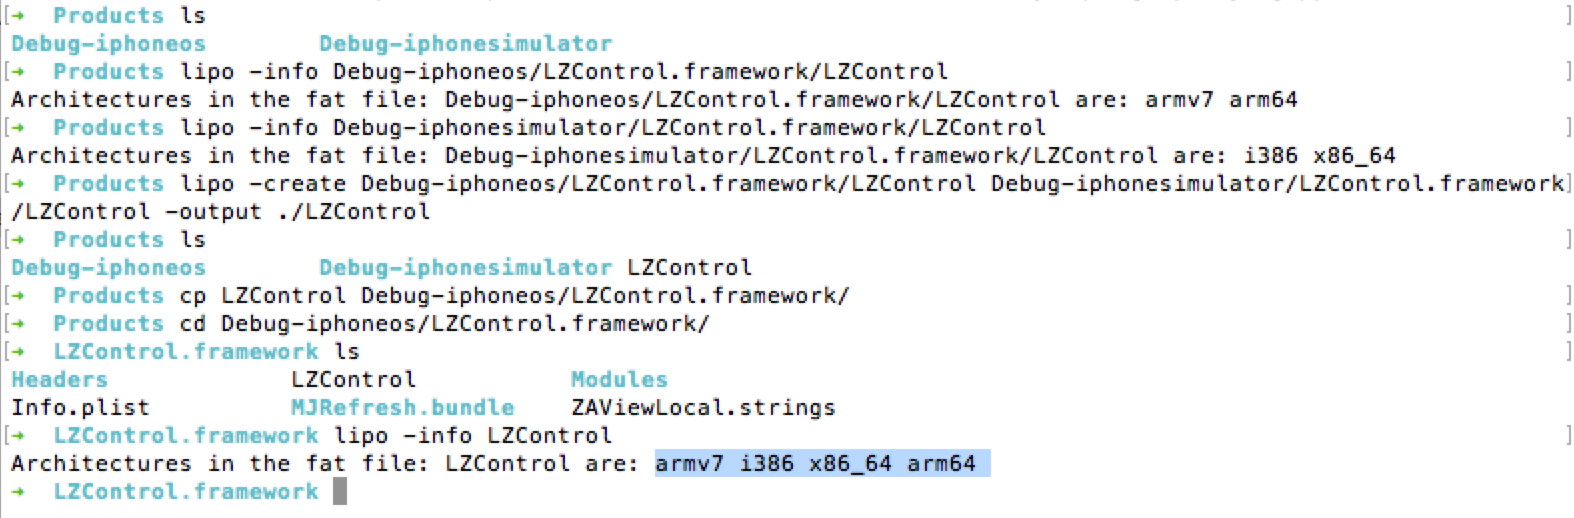 [→  Products ls ]
Debug-iphoneos        Debug-iphonesimulator
[→  Products lipo -info Debug-iphoneos/LZControl.framework/LZControl ]
Architectures in the fat file: Debug-iphoneos/LZControl.framework/LZControl are: armv7 arm64
[→  Products lipo -info Debug-iphonesimulator/LZControl.framework/LZControl ]
Architectures in the fat file: Debug-iphonesimulator/LZControl.framework/LZControl are: i386 x86_64
[→  Products lipo -create Debug-iphoneos/LZControl.framework/LZControl Debug-iphonesimulator/LZControl.framework]
/LZControl -output ./LZControl
[→  Products ls ]
Debug-iphoneos        Debug-iphonesimulator LZControl
[→  Products cp LZControl Debug-iphoneos/LZControl.framework/ ]
[→  Products cd Debug-iphoneos/LZControl.framework/ ]
[→  LZControl.framework ls ]
Headers             LZControl           Modules
Info.plist          MJRefresh.bundle    ZAViewLocal.strings
[→  LZControl.framework lipo -info LZControl ]
Architectures in the fat file: LZControl are: armv7 i386 x86_64 arm64
→  LZControl.framework